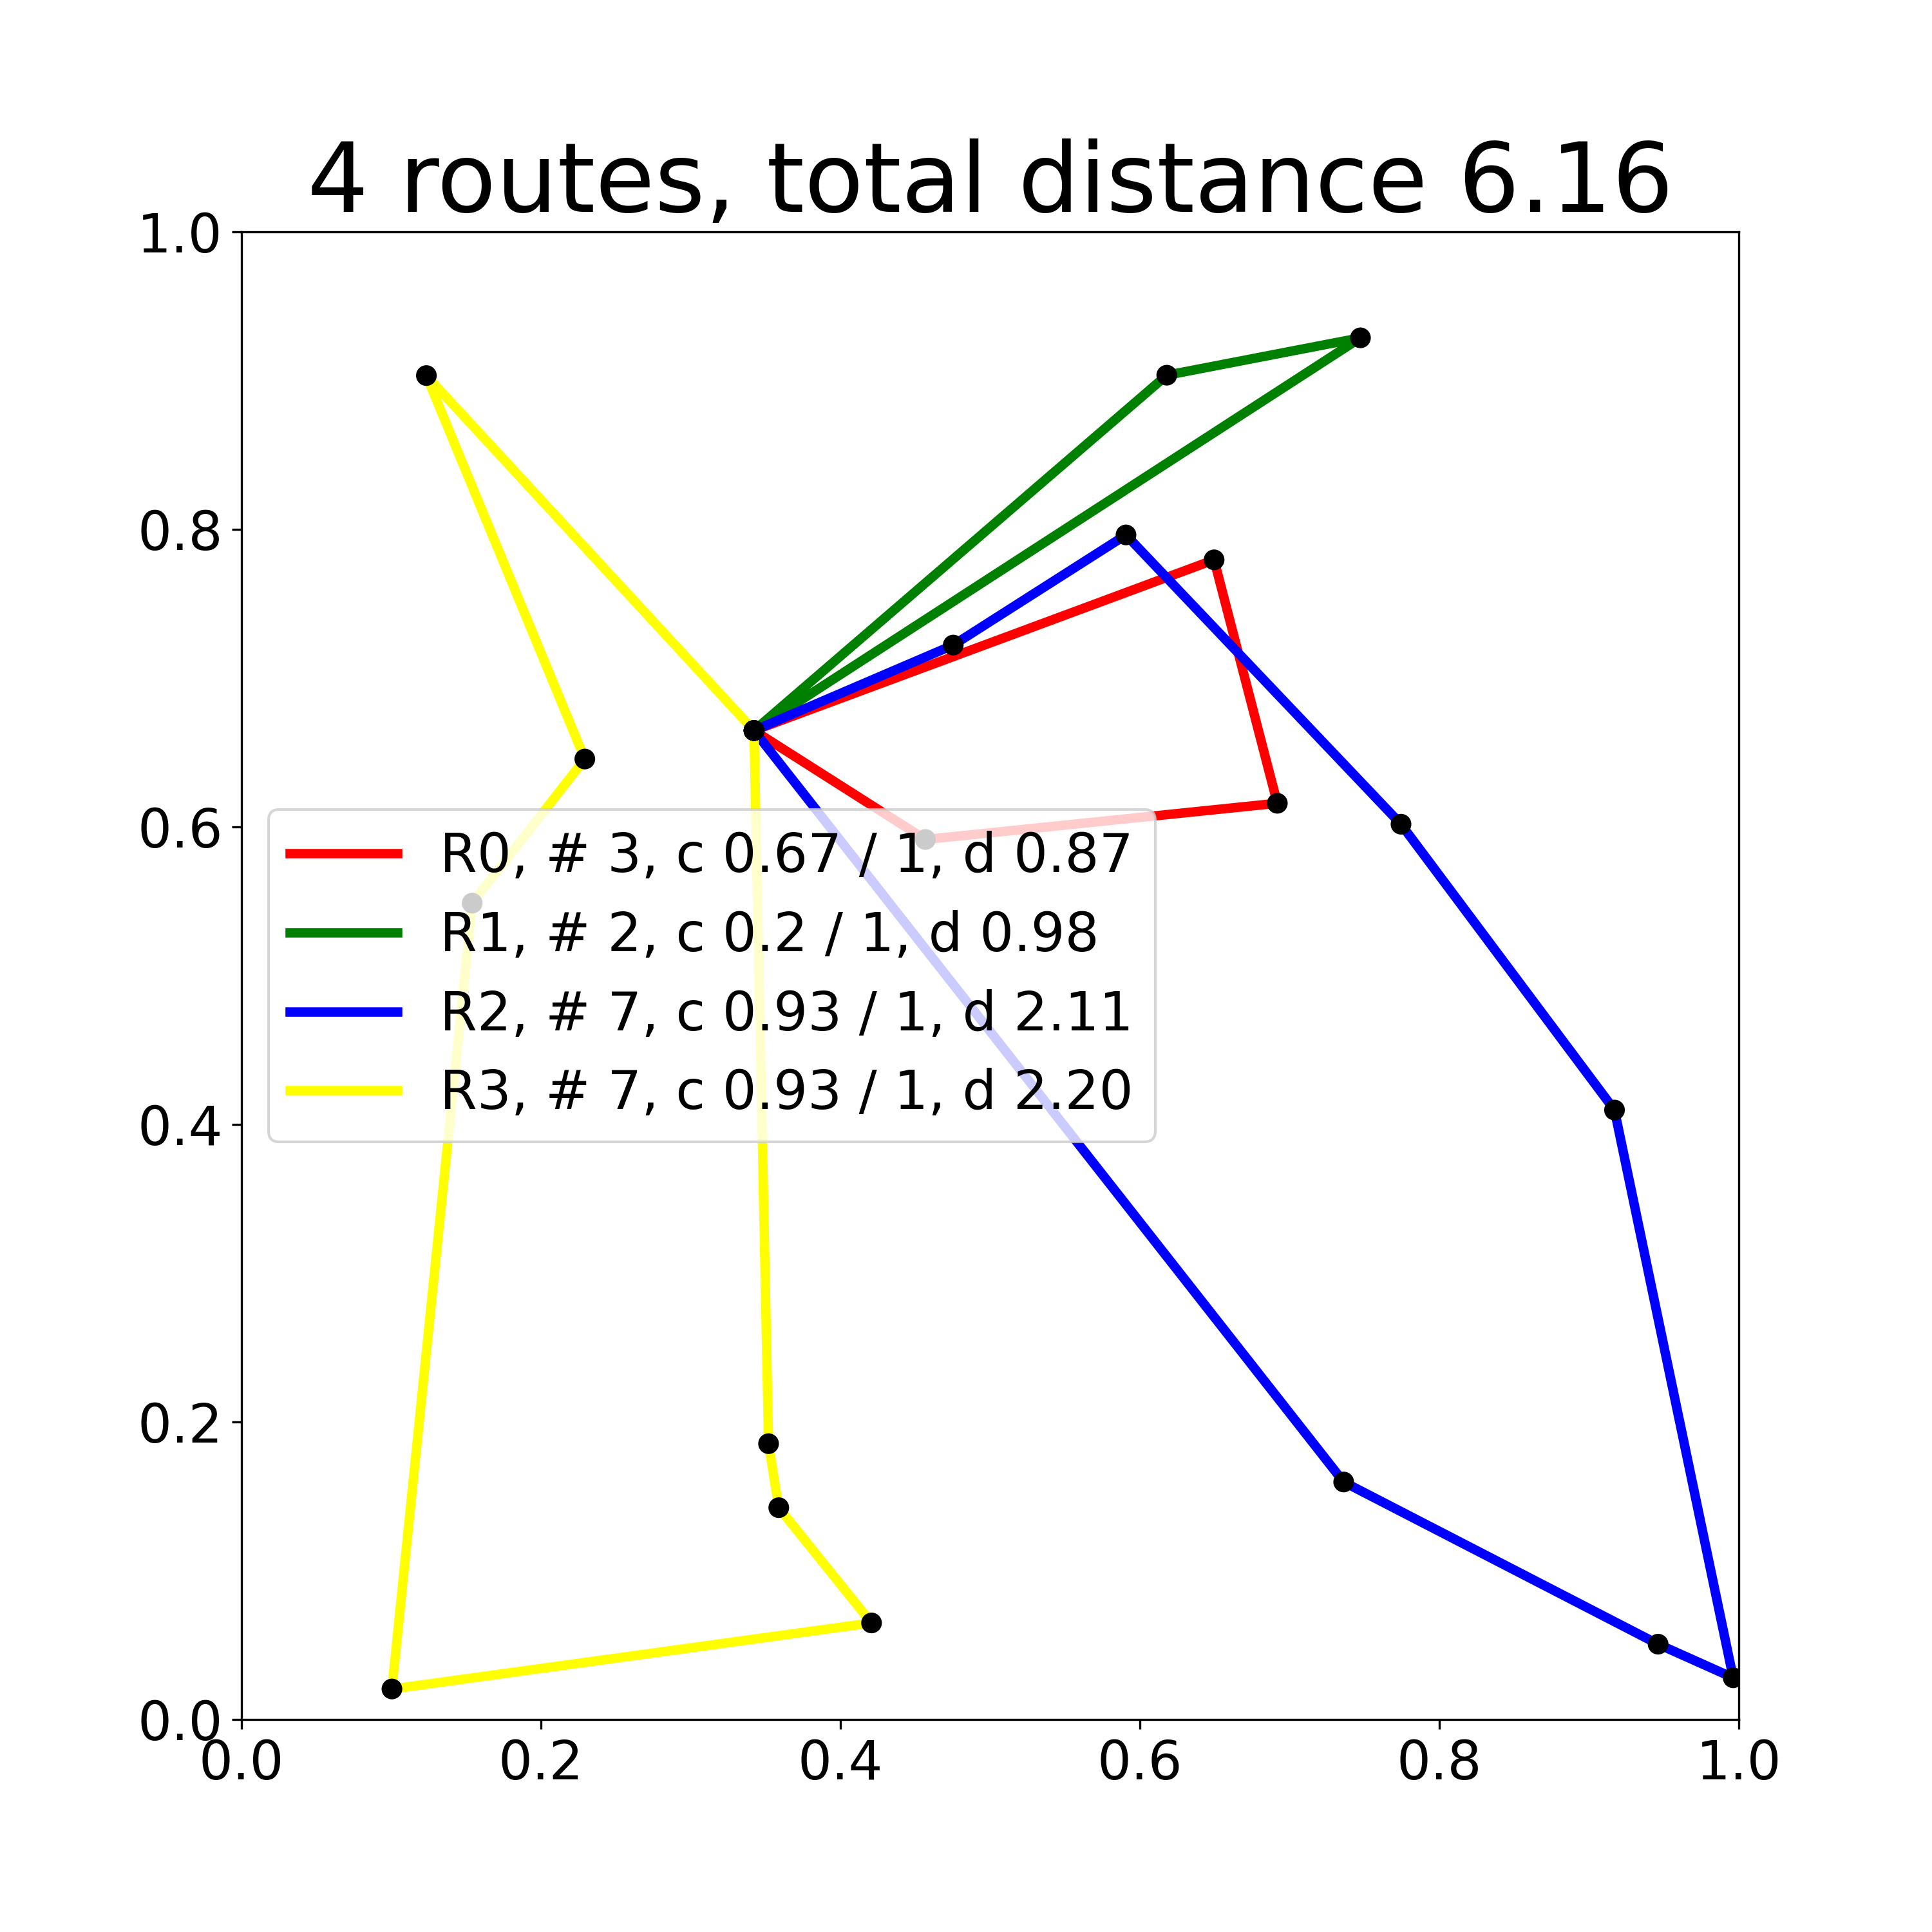 4 routes, total distance 6.16
1.0
0.8
0.6
0.4
0.2
0.0
R0, # 3, c 0.67 / 1, d 0.87
R1, # 2, c 0.2 / 1, d 0.98
R2, # 7, c 0.93 / 1, d 2.11
R3, # 7, c 0.93 / 1, d 2.20
0.0 0.2 0.4 0.6 0.8 1.0